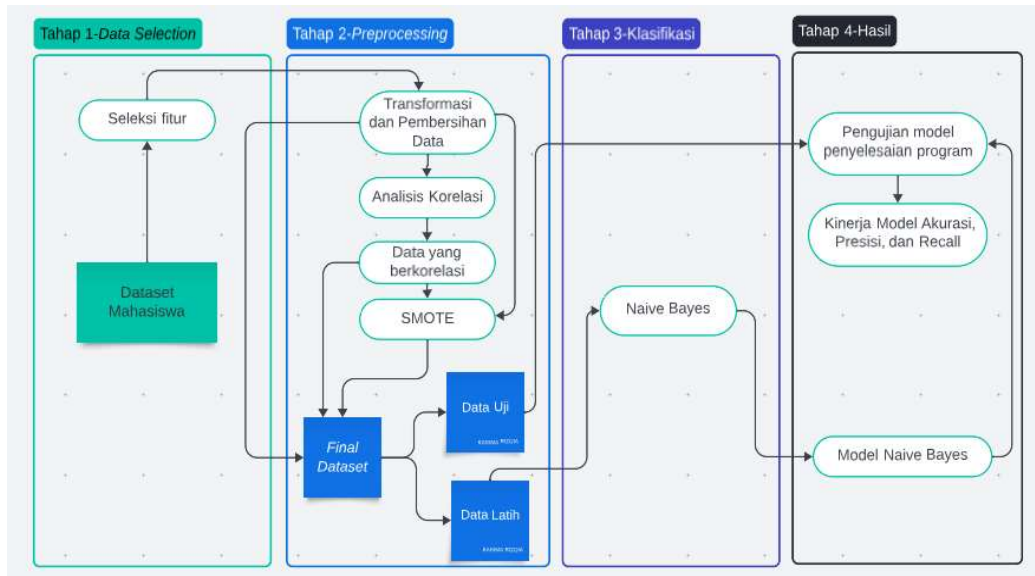 Tahap 1-Data Selection
Seleksi fitur
Dataset
Mahasiswa
Tahap 2-Preprocessing
Transformasi
dan Pembersihan
Data
Analisis Korelasi
Data yang
berkorelasi
SMOTE
Final
Dataset
Data Uji
Data Latih
Tahap 3-Klasifikasi
Naive Bayes
Tahap 4-Hasil
Pengujian model
penyelesaian program
Kinerja Model Akurasi,
Presisi, dan Recall
Model Naive Bayes